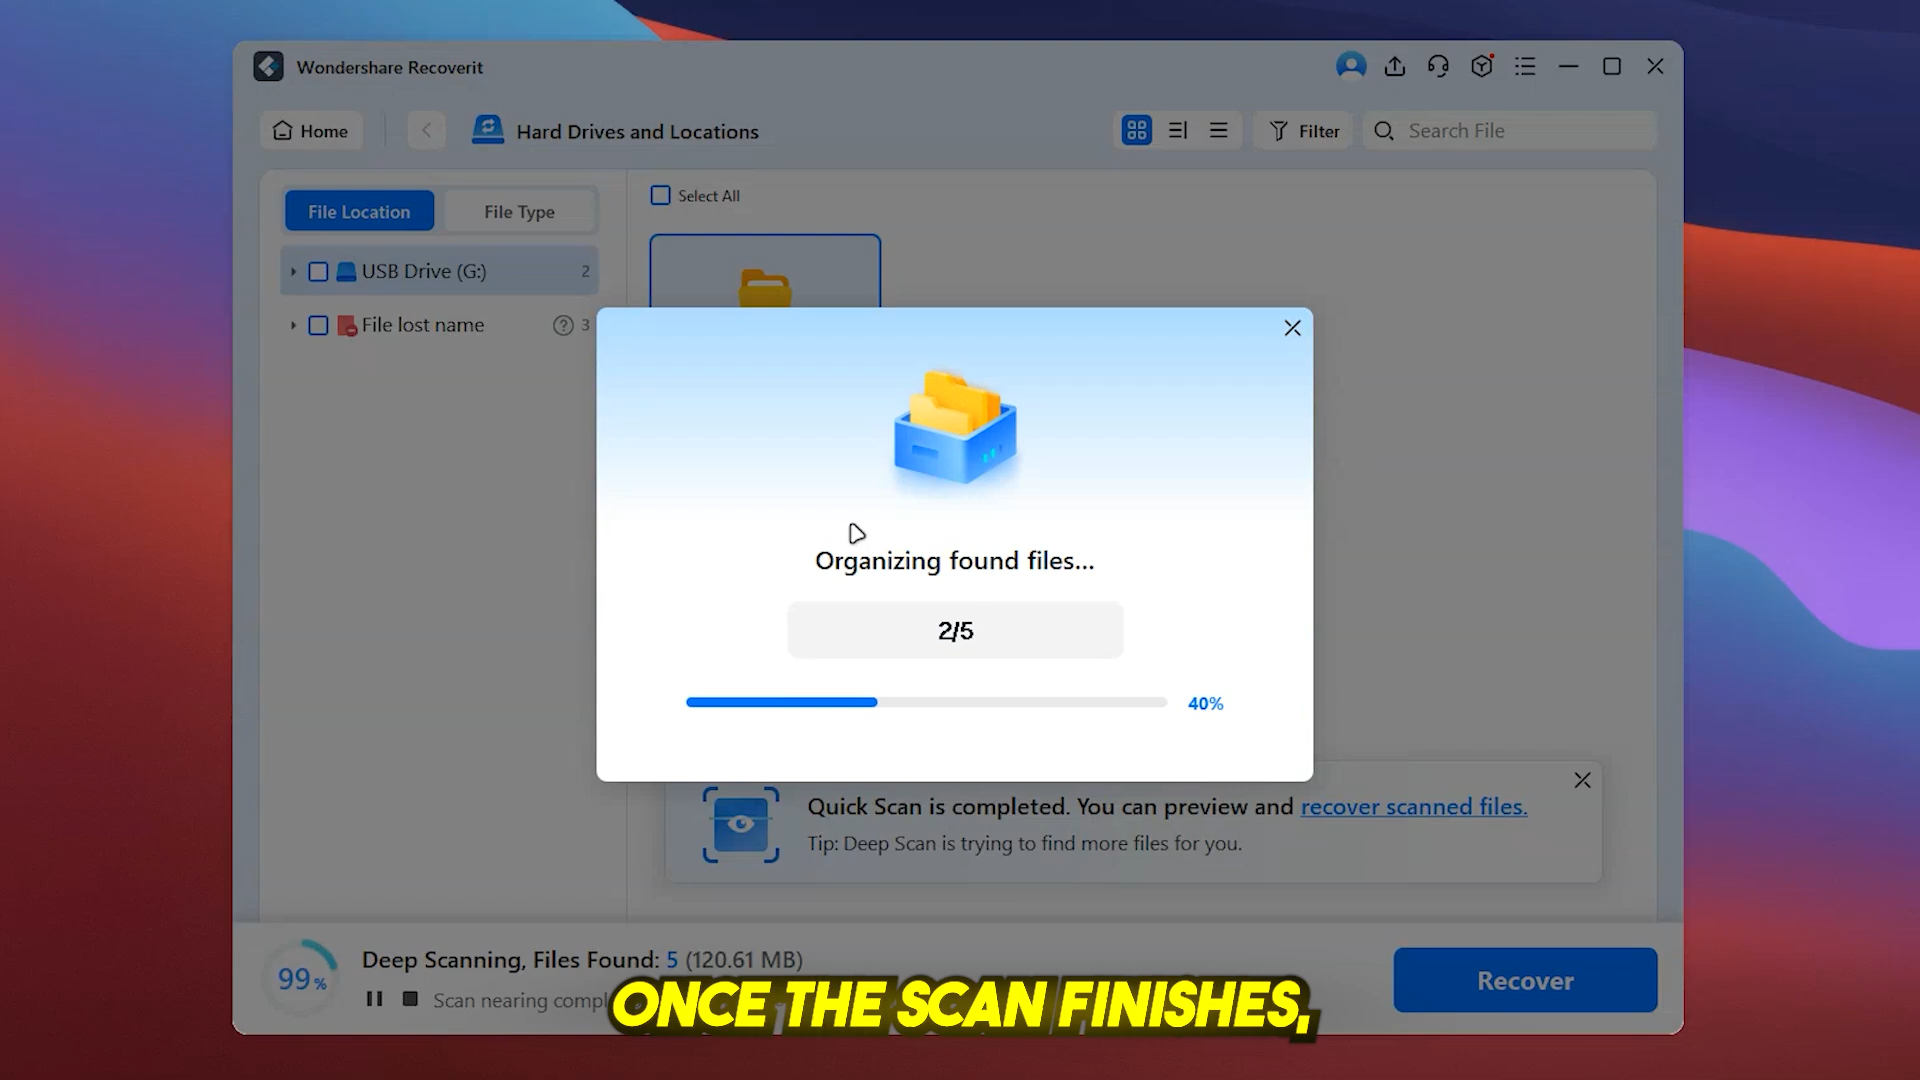 Wondershare Recoverit
Home
Hard Drives and Locations
Filter
Search File
File Location
File Type
Select All
USB Drive (G:) 2
File lost name ? 3
Organizing found files...
2/5
40%
Quick Scan is completed. You can preview and recover scanned files.
Tip: Deep Scan is trying to find more files for you.
99%
Deep Scanning, Files Found: 5 (120.61 MB)
Scan nearing
Recover
ONCE THE SCAN FINISHES,